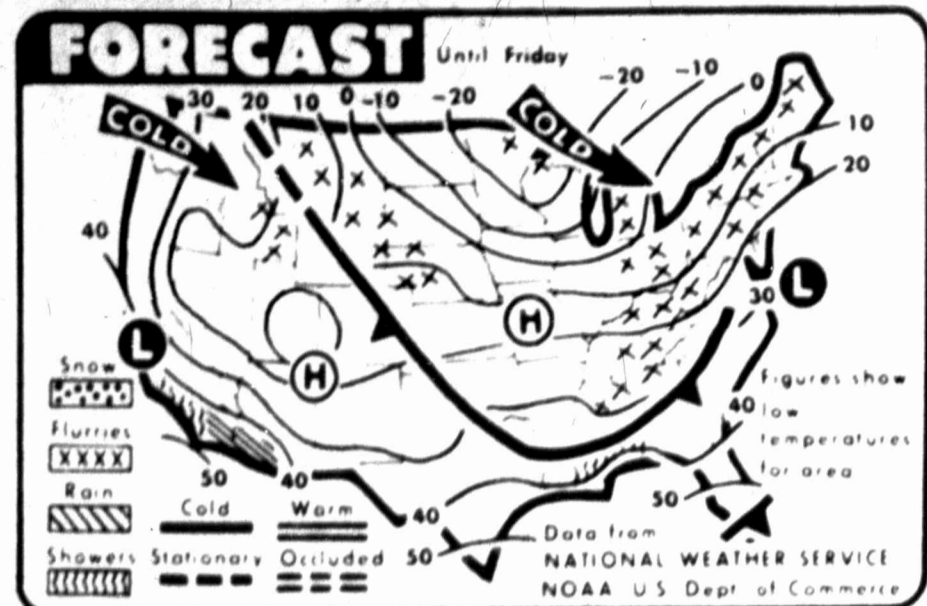 FORECAST
Until Friday
30 20 10 0 -10 -20 -20 -10 0
10
20
COLD
COLD
40
30
L
L
H
H
Snow
Flurries
Rain
Showers
Cold
Warm
Stationary
Occluded
50
40
40
50
50
40
Figures show
low
temperatures
for area
Data from
NATIONAL WEATHER SERVICE
NOAA U S Dept of Commerce